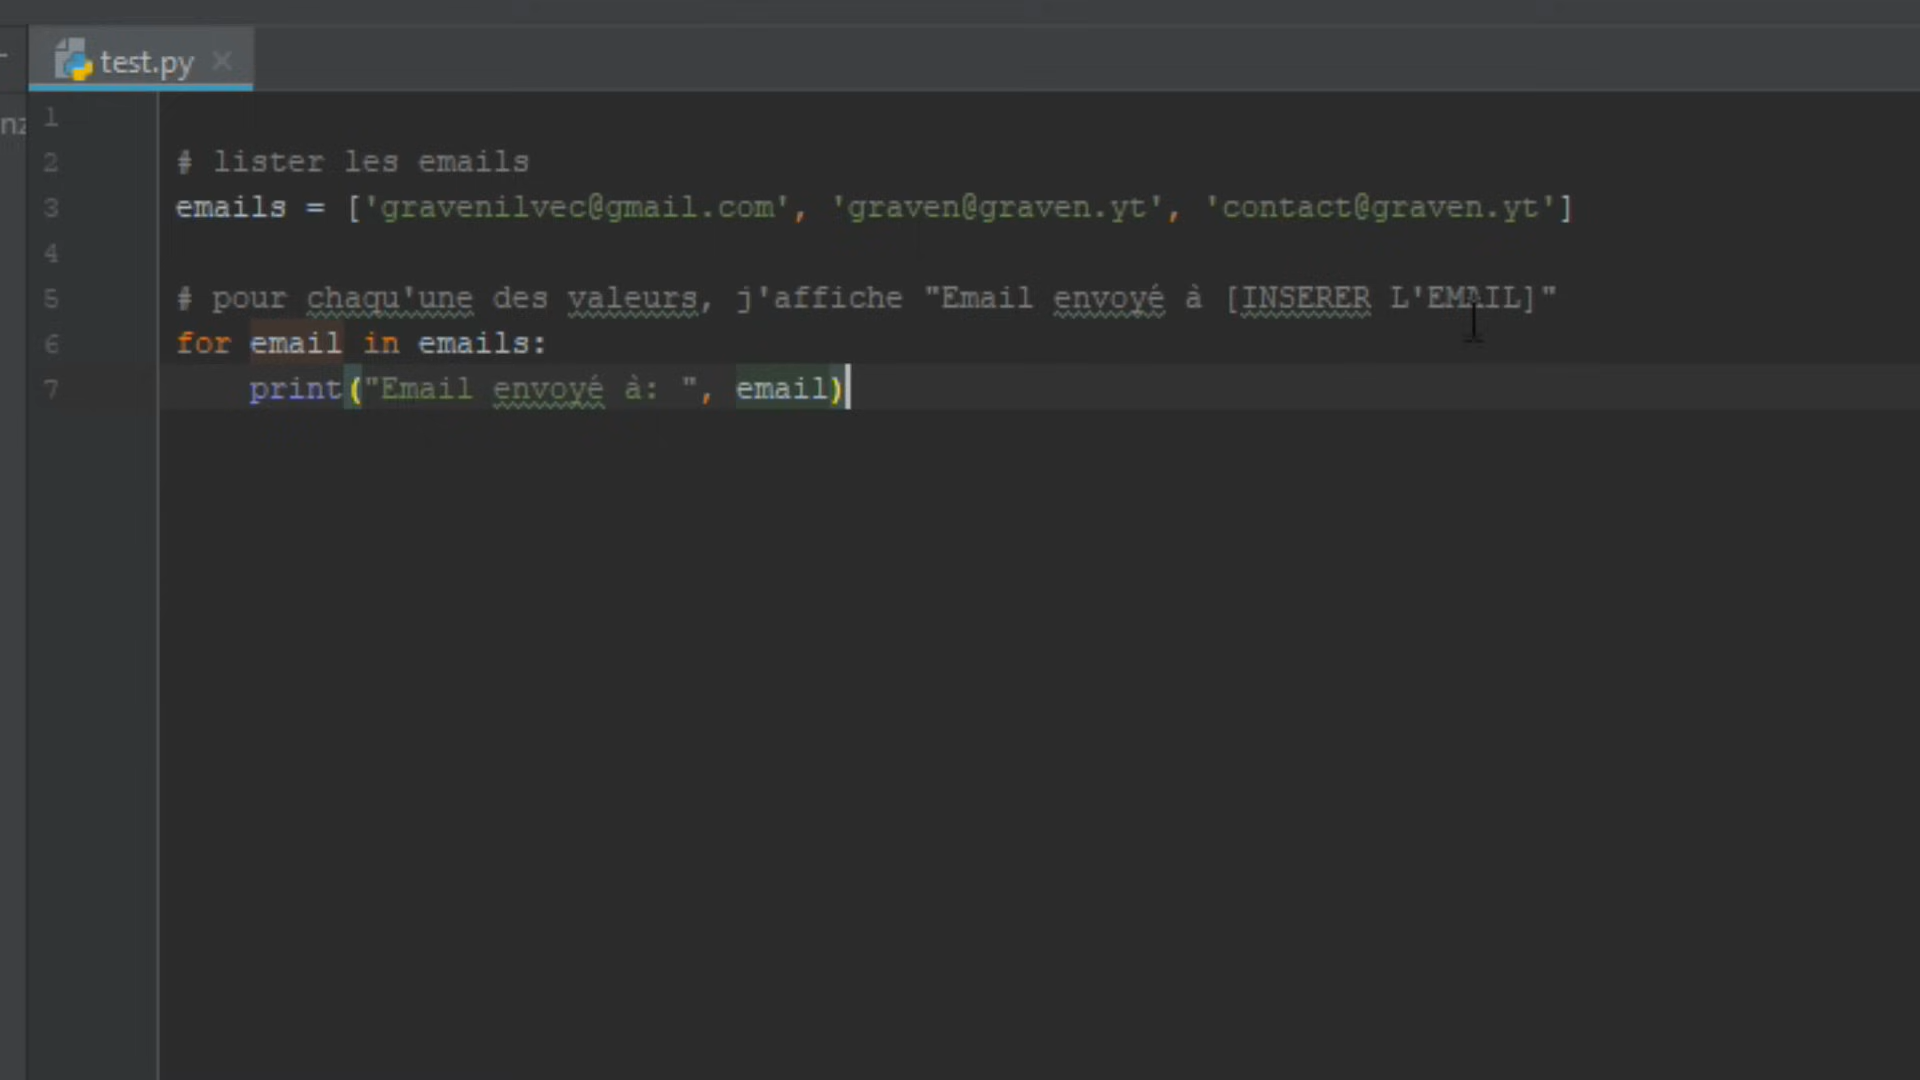 test.py
nz
1
2 # lister les emails
3 emails = ['gravenilvec@gmail.com', 'graven@graven.yt', 'contact@graven.yt']
4
5 # pour chaqu'une des valeurs, j'affiche "Email envoyé à [INSERER L'EMAIL]"
6 for email in emails:
7     print("Email envoyé à: ", email)